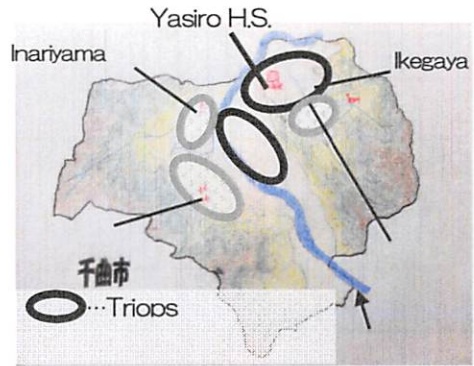 Yasiro H.S.
Inariyama
Ikegaya
千曲市
…Triops